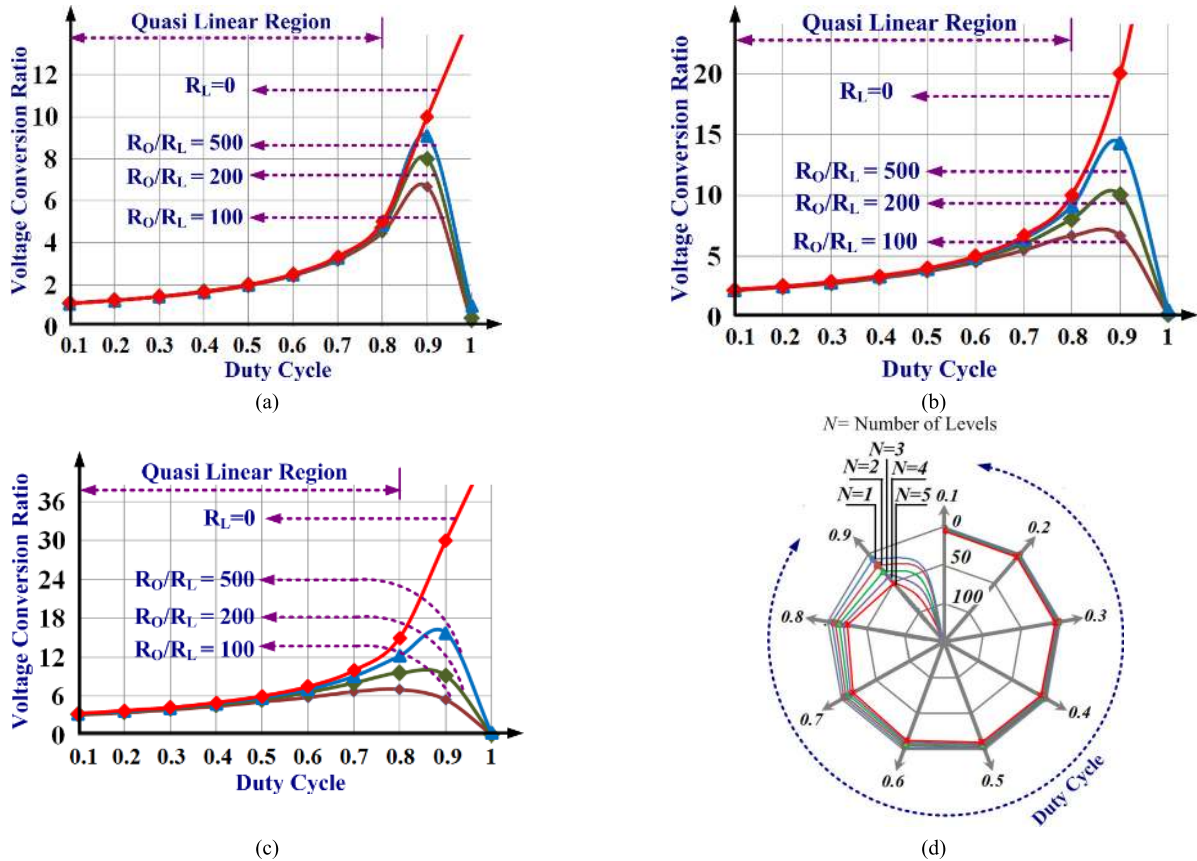 Quasi Linear Region
Voltage Conversion Ratio
12
10
8
6
4
2
0
R_L=0
R_O/R_L = 500
R_O/R_L = 200
R_O/R_L = 100
0.1 0.2 0.3 0.4 0.5 0.6 0.7 0.8 0.9 1
Duty Cycle
(a)
Quasi Linear Region
Voltage Conversion Ratio
20
15
10
5
0
R_L=0
R_O/R_L = 500
R_O/R_L = 200
R_O/R_L = 100
0.1 0.2 0.3 0.4 0.5 0.6 0.7 0.8 0.9 1
Duty Cycle
(b)
Quasi Linear Region
Voltage Conversion Ratio
36
30
24
18
12
6
0
R_L=0
R_O/R_L = 500
R_O/R_L = 200
R_O/R_L = 100
0.1 0.2 0.3 0.4 0.5 0.6 0.7 0.8 0.9 1
Duty Cycle
(c)
N= Number of Levels
N=3
N=2 N=4
N=1 N=5
0.1
0.2
0.3
0.4
0.5
0.6
0.7
0.8
0.9
0
50
100
Duty Cycle
(d)